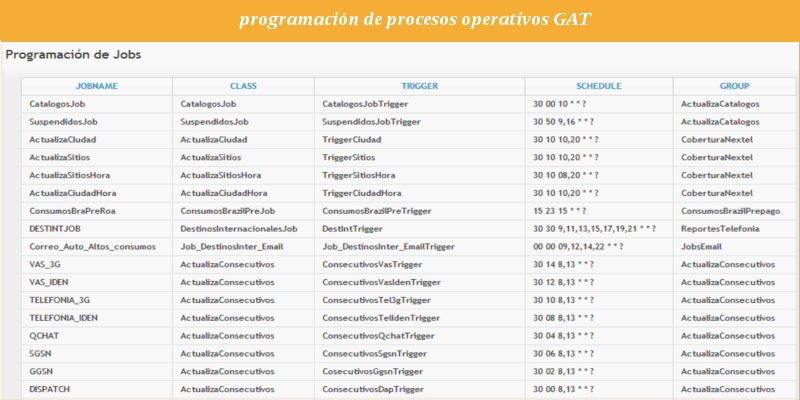 programación de procesos operativos GAT
Programación de Jobs
JOBNAME CLASS TRIGGER SCHEDULE GROUP
CatalogosJob CatalogosJob CatalogosJobTrigger 30 00 10 * * ? ActualizaCatalogos
SuspendidosJob SuspendidosJob SuspendidosJobTrigger 30 50 9,16 * * ? ActualizaCatalogos
ActualizaCIudad ActualizaCiudad TriggerCiudad 30 10 10,20 * * ? CoberturaNextel
ActualizaSitios ActualizaSitios TriggerSitios 30 10 10,20 * * ? CoberturaNextel
ActualizaSitiosHora ActualizaSitiosHora TriggerSitiosHora 30 10 08,20 * * ? CoberturaNextel
ActualizaCiudadHora ActualizaCiudadHora TriggerCiudadHora 30 10 10,20 * * ? CoberturaNextel
ConsumosBraPreRoa ConsumosBrazilPreJob ConsumosBrazilPreTrigger 15 23 15 * * ? ConsumosBrazilPrepago
DESTINTJOB DestinosInternacionalesJob DestIntTrigger 30 30 9,11,13,15,17,19,21 * * ? ReportesTelefonia
Correo_Auto_Altos_consumos Job_DestinosInter_Email Job_DestinosInter_EmailTrigger 00 00 09,12,14,22 * * ? JobsEmail
VAS_3G ActualizaConsecutivos ConsecutivosVasTrigger 30 14 8,13 * * ? ActualizaConsecutivos
VAS_IDEN ActualizaConsecutivos ConsecutivosVasIdenTrigger 30 12 8,13 * * ? ActualizaConsecutivos
TELEFONIA_3G ActualizaConsecutivos ConsecutivosTel3gTrigger 30 10 8,13 * * ? ActualizaConsecutivos
TELEFONIA_IDEN ActualizaConsecutivos ConsecutivosTelIdenTrigger 30 08 8,13 * * ? ActualizaConsecutivos
QCHAT ActualizaConsecutivos ConsecutivosQchatTrigger 30 04 8,13 * * ? ActualizaConsecutivos
SGSN ActualizaConsecutivos ConsecutivosSgsnTrigger 30 06 8,13 * * ? ActualizaConsecutivos
GGSN ActualizaConsecutivos CosecutivosGgsnTrigger 30 02 8,13 * * ? ActualizaConsecutivos
DISPATCH ActualizaConsecutivos ConsecutivosDapTrigger 30 00 8,13 * * ? ActualizaConsecutivos